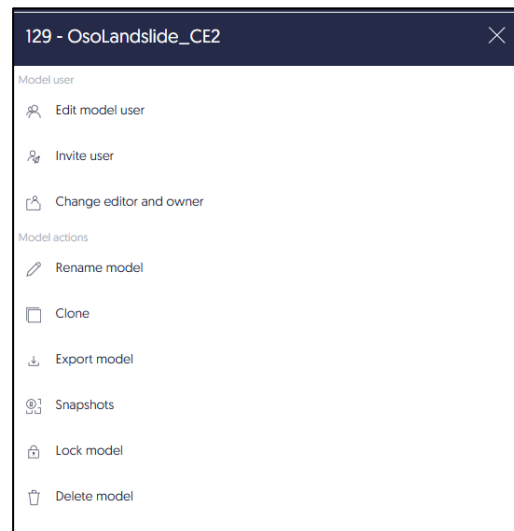 129 - OsoLandslide_CE2
Model user
Edit model user
Invite user
Change editor and owner
Model actions
Rename model
Clone
Export model
Snapshots
Lock model
Delete model